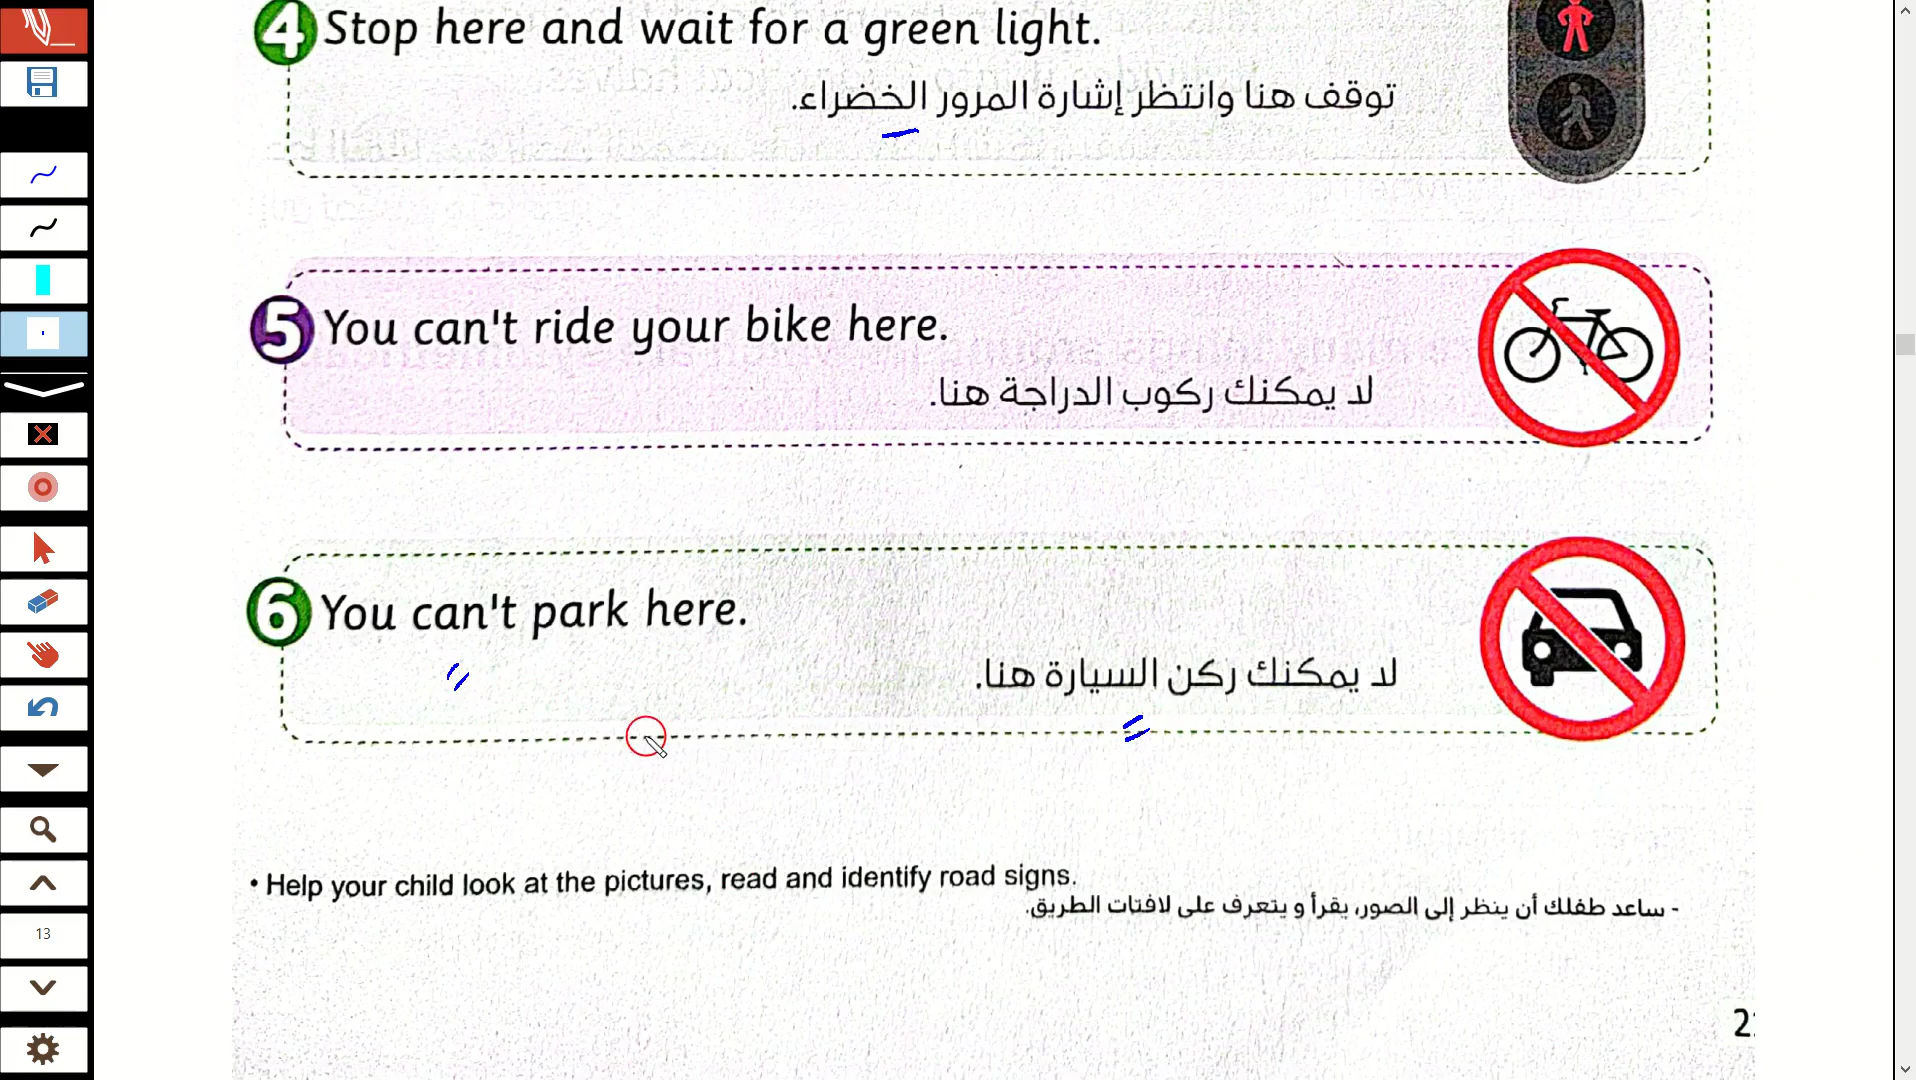 4 Stop here and wait for a green light.
توقف هنا وانتظر إشارة المرور الخضراء.
5 You can't ride your bike here.
لا يمكنك ركوب الدراجة هنا.
6 You can't park here.
لا يمكنك ركن السيارة هنا.
• Help your child look at the pictures, read and identify road signs.
- ساعد طفلك أن ينظر إلى الصور، يقرأ و يتعرف على لافتات الطريق.
13